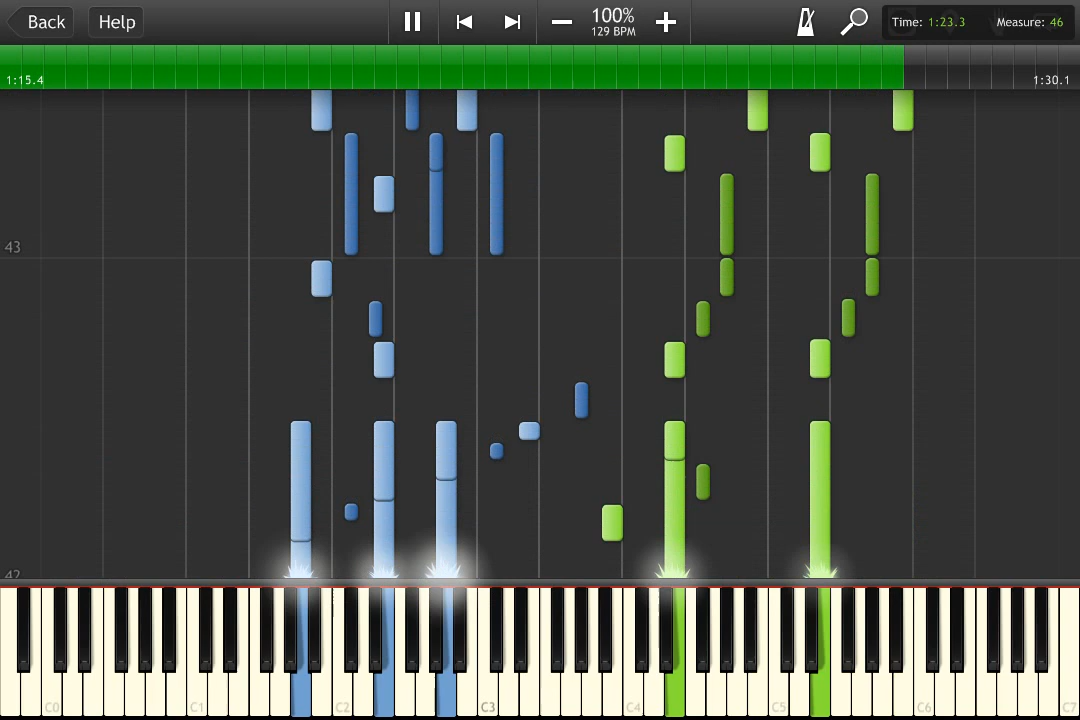 Back
Help
100%
129 BPM
Time: 1:23.3
Measure: 46
1:15.4
1:30.1
43
42
C0
C1
C2
C3
C4
C5
C6
C7